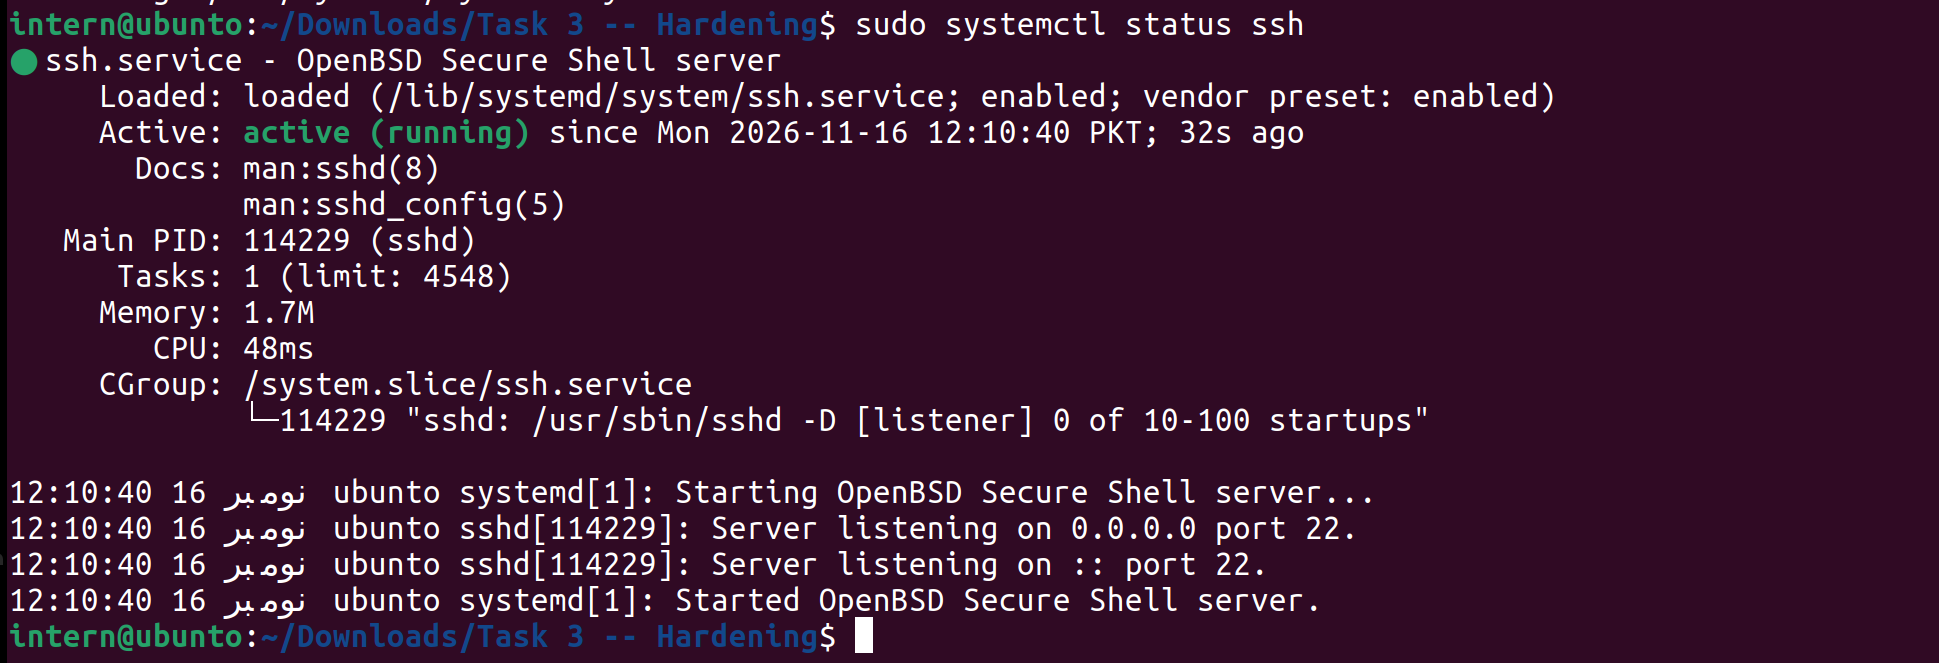 intern@ubunto:~/Downloads/Task 3 -- Hardening$ sudo systemctl status ssh
● ssh.service - OpenBSD Secure Shell server
     Loaded: loaded (/lib/systemd/system/ssh.service; enabled; vendor preset: enabled)
     Active: active (running) since Mon 2026-11-16 12:10:40 PKT; 32s ago
       Docs: man:sshd(8)
             man:sshd_config(5)
   Main PID: 114229 (sshd)
      Tasks: 1 (limit: 4548)
     Memory: 1.7M
        CPU: 48ms
     CGroup: /system.slice/ssh.service
             └─114229 "sshd: /usr/sbin/sshd -D [listener] 0 of 10-100 startups"
12:10:40 16 نومبر ubunto systemd[1]: Starting OpenBSD Secure Shell server...
12:10:40 16 نومبر ubunto sshd[114229]: Server listening on 0.0.0.0 port 22.
12:10:40 16 نومبر ubunto sshd[114229]: Server listening on :: port 22.
12:10:40 16 نومبر ubunto systemd[1]: Started OpenBSD Secure Shell server.
intern@ubunto:~/Downloads/Task 3 -- Hardening$